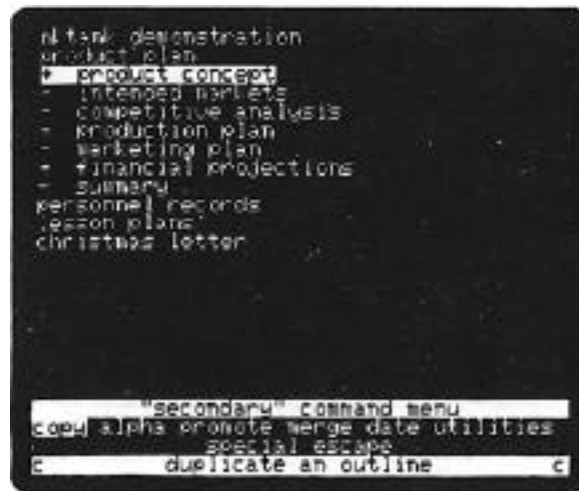 demonstration
product plan
+ product concept
- intended markets
- competitive analysis
- production plan
- marketing plan
+ financial projections
- summary
personnel records
lesson plans
christmas letter
"secondary" command menu
copy alpha promote merge date utilities
special escape
c duplicate an outline c